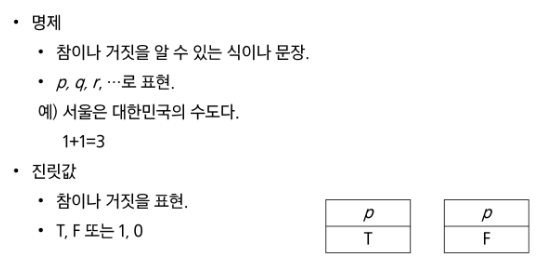 • 명제
• 참이나 거짓을 알 수 있는 식이나 문장.
• p, q, r, …로 표현.
예) 서울은 대한민국의 수도다.
1+1=3
• 진릿값
• 참이나 거짓을 표현.
• T, F 또는 1, 0
p p
T F